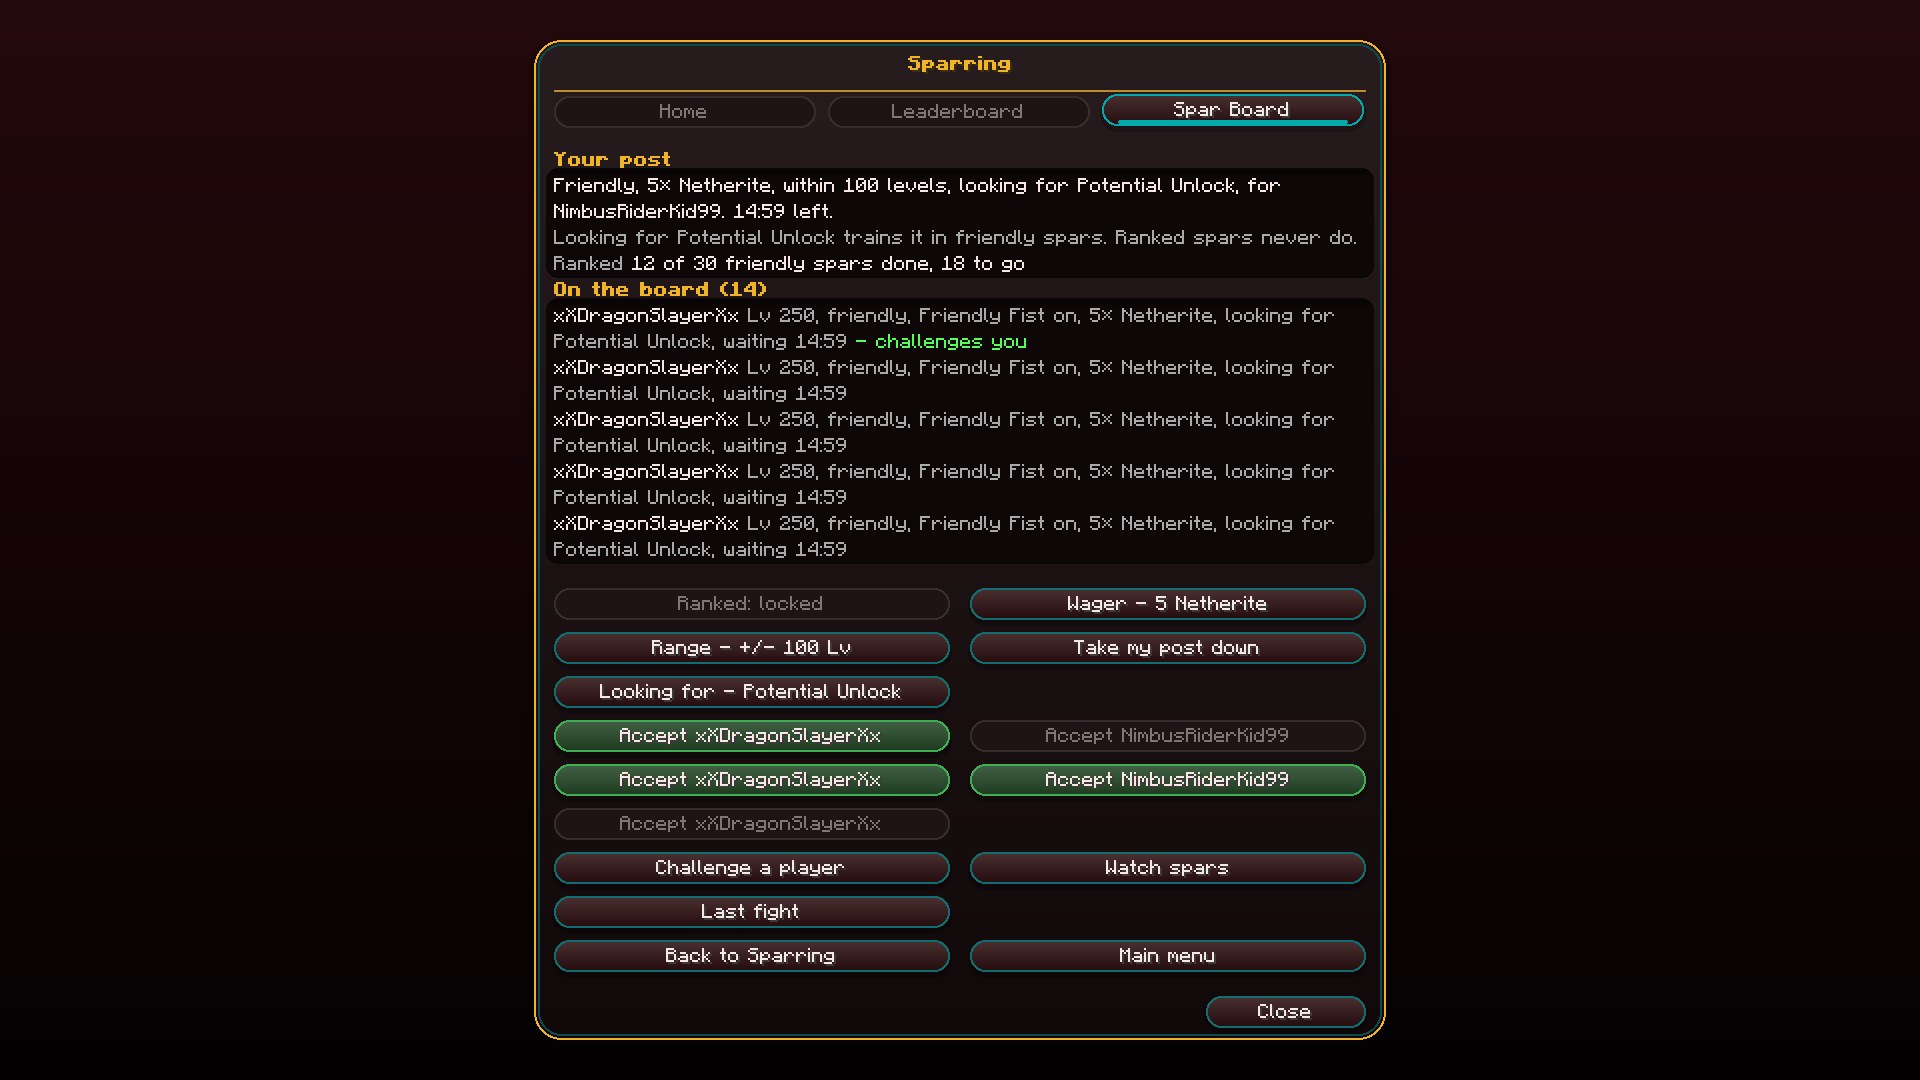 Sparring
Home
Leaderboard
Spar Board
Your post
Friendly, 5× Netherite, within 100 levels, looking for Potential Unlock, for
NimbusRiderKid99. 14:59 left.
Looking for Potential Unlock trains it in friendly spars. Ranked spars never do.
Ranked 12 of 30 friendly spars done, 18 to go
On the board (14)
xXDragonSlayerXx Lv 250, friendly, Friendly Fist on, 5× Netherite, looking for
Potential Unlock, waiting 14:59 - challenges you
xXDragonSlayerXx Lv 250, friendly, Friendly Fist on, 5× Netherite, looking for
Potential Unlock, waiting 14:59
xXDragonSlayerXx Lv 250, friendly, Friendly Fist on, 5× Netherite, looking for
Potential Unlock, waiting 14:59
xXDragonSlayerXx Lv 250, friendly, Friendly Fist on, 5× Netherite, looking for
Potential Unlock, waiting 14:59
xXDragonSlayerXx Lv 250, friendly, Friendly Fist on, 5× Netherite, looking for
Potential Unlock, waiting 14:59
Ranked: locked
Wager - 5 Netherite
Range - +/- 100 Lv
Take my post down
Looking for - Potential Unlock
Accept xXDragonSlayerXx
Accept NimbusRiderKid99
Accept xXDragonSlayerXx
Accept NimbusRiderKid99
Accept xXDragonSlayerXx
Challenge a player
Watch spars
Last fight
Back to Sparring
Main menu
Close